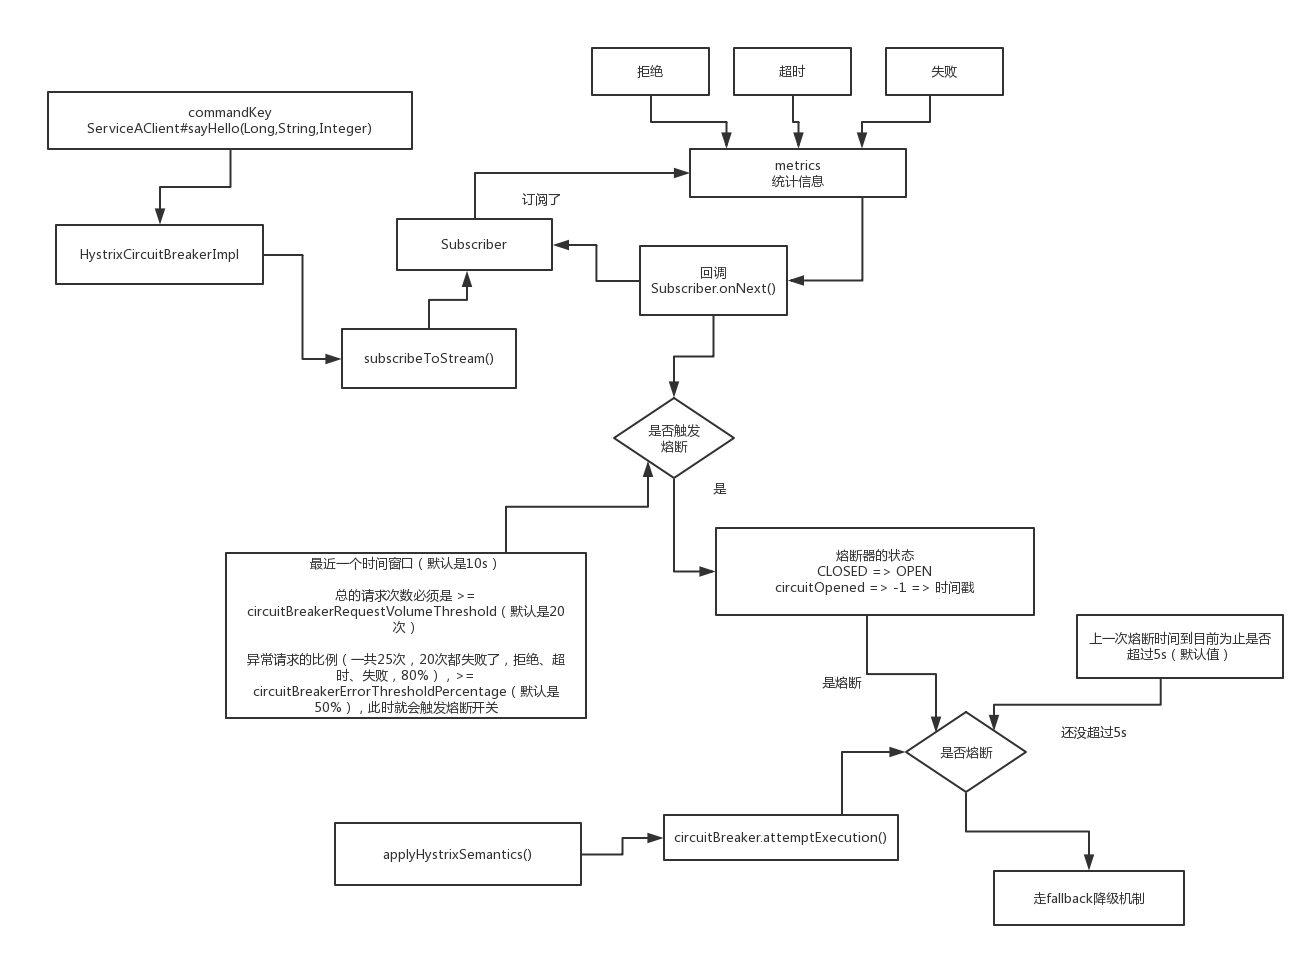 拒绝
超时
失败
commandKey
ServiceAClient#sayHello(Long,String,Integer)
metrics
统计信息
订阅了
Subscriber
HystrixCircuitBreakerImpl
回调
Subscriber.onNext()
subscribeToStream()
是否触发
熔断
是
最近一个时间窗口（默认是10s）
总的请求次数必须是 >=
circuitBreakerRequestVolumeThreshold（默认是20
次）
异常请求的比例（一共25次，20次都失败了，拒绝、超
时、失败，80%），>=
circuitBreakerErrorThresholdPercentage（默认是
50%），此时就会触发熔断开关
熔断器的状态
CLOSED => OPEN
circuitOpened => -1 => 时间戳
上一次熔断时间到目前为止是否
超过5s（默认值）
是熔断
还没超过5s
是否熔断
circuitBreaker.attemptExecution()
applyHystrixSemantics()
走fallback降级机制